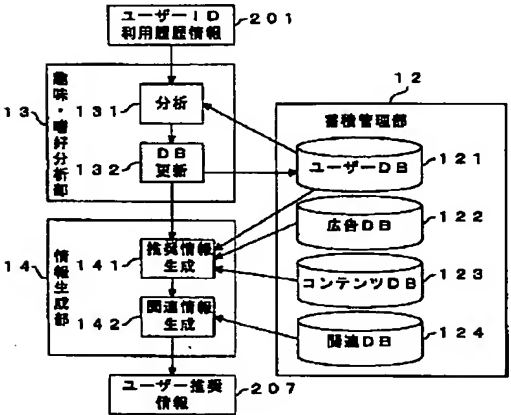 ユーザーＩＤ
利用履歴情報
201
13
趣味・嗜好分析部
131
分析
132
ＤＢ
更新
12
蓄積管理部
ユーザーＤＢ
121
広告ＤＢ
122
コンテンツＤＢ
123
関連ＤＢ
124
14
情報生成部
141
推奨情報
生成
142
関連情報
生成
ユーザー推奨
情報
207